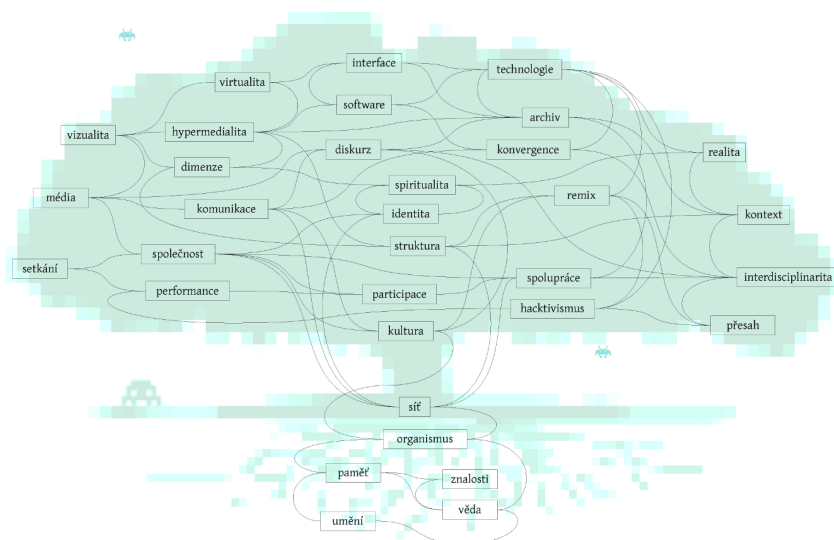 interface
technologie
virtualita
software
archiv
vizualita
hypermedialita
diskurz
konvergence
realita
dimenze
spiritualita
média
remix
komunikace
identita
kontext
struktura
společnost
setkání
spolupráce
interdisciplinarita
performance
participace
hacktivismus
kultura
přesah
síť
organismus
paměť
znalosti
věda
umění